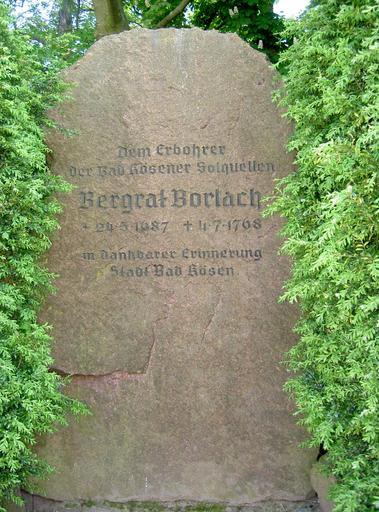 Dem Erbohrer
der Bad Kösener Solquellen
Bergrat Borlach
* 24·5·1687 + 4·7·1768
in dankbarer Erinnerung
Stadt Bad Kösen